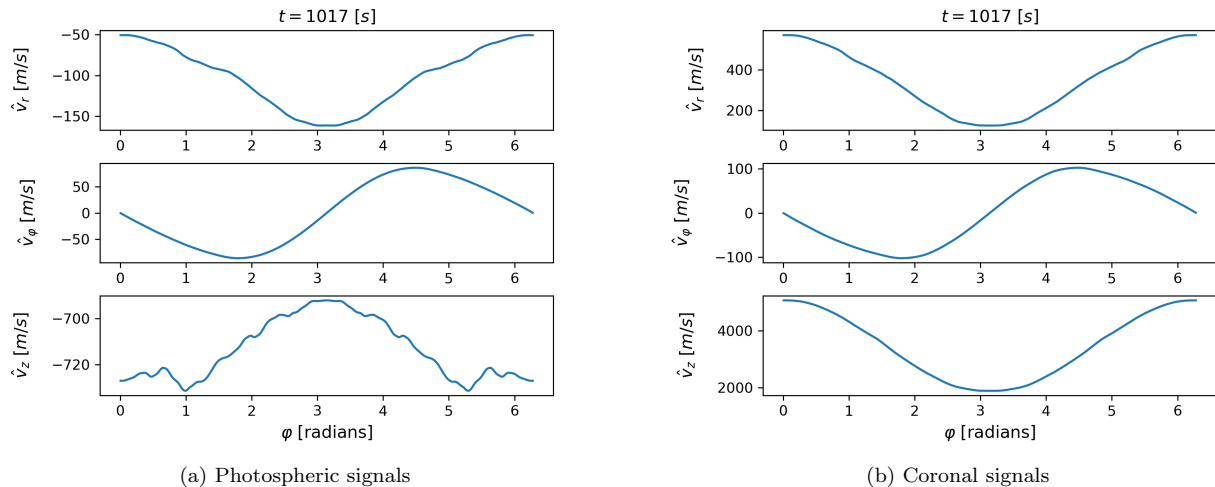 t = 1017 [s]
−50
−100
−150
v̂_r [m/s]
0 1 2 3 4 5 6
50
0
−50
v̂_φ [m/s]
0 1 2 3 4 5 6
−700
−720
v̂_z [m/s]
0 1 2 3 4 5 6
φ [radians]
(a) Photospheric signals
t = 1017 [s]
400
200
v̂_r [m/s]
0 1 2 3 4 5 6
100
0
−100
v̂_φ [m/s]
0 1 2 3 4 5 6
4000
2000
v̂_z [m/s]
0 1 2 3 4 5 6
φ [radians]
(b) Coronal signals